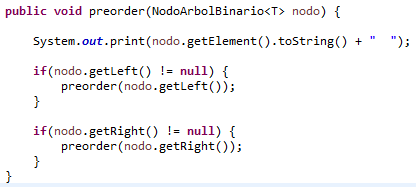 public void preorder(NodoArbolBinario<T> nodo) {
System.out.print(nodo.getElement().toString() + "  ");
if(nodo.getLeft() != null) {
preorder(nodo.getLeft());
}
if(nodo.getRight() != null) {
preorder(nodo.getRight());
}
}